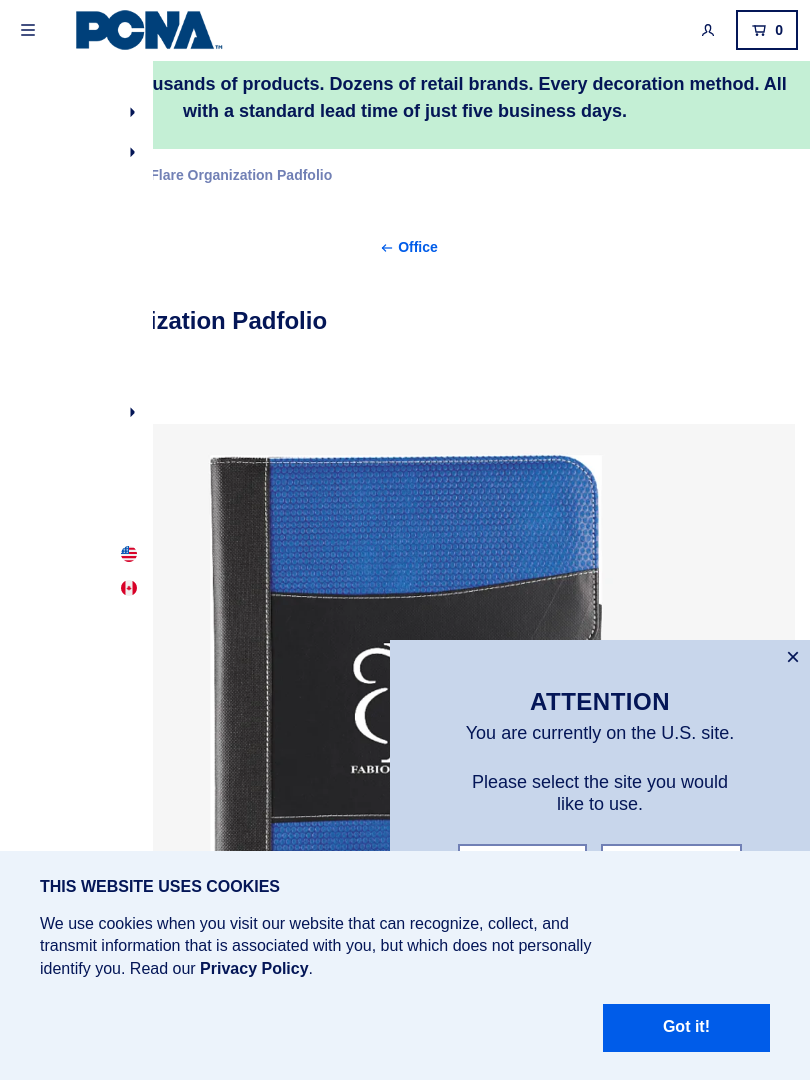 PCNA™
0
usands of products. Dozens of retail brands. Every decoration method. All
with a standard lead time of just five business days.
Flare Organization Padfolio
← Office
ization Padfolio
FABIO
×
ATTENTION
You are currently on the U.S. site.
Please select the site you would
like to use.
THIS WEBSITE USES COOKIES
We use cookies when you visit our website that can recognize, collect, and
transmit information that is associated with you, but which does not personally
identify you. Read our Privacy Policy.
Got it!